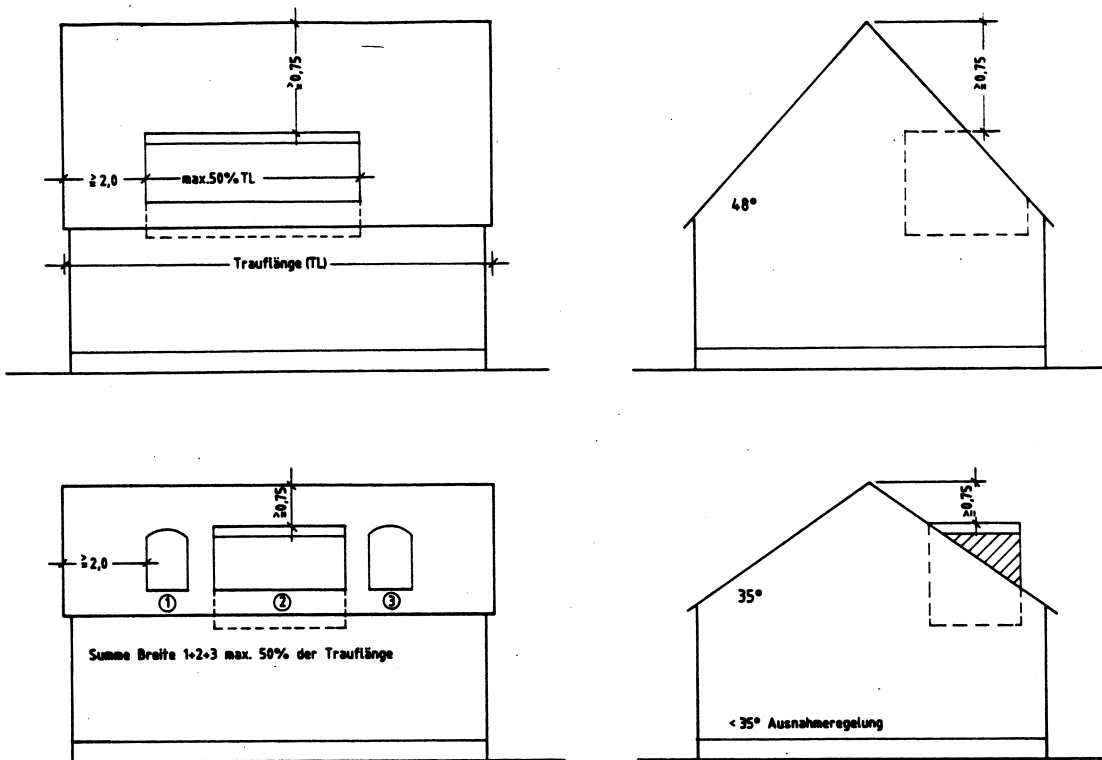 ≧0,75
≧ 2,0
max.50% TL
Trauflänge (TL)
≧0,75
48°
≧0,75
≧ 2,0
① ② ③
Summe Breite 1+2+3 max. 50% der Trauflänge
≧0,75
35°
< 35° Ausnahmeregelung